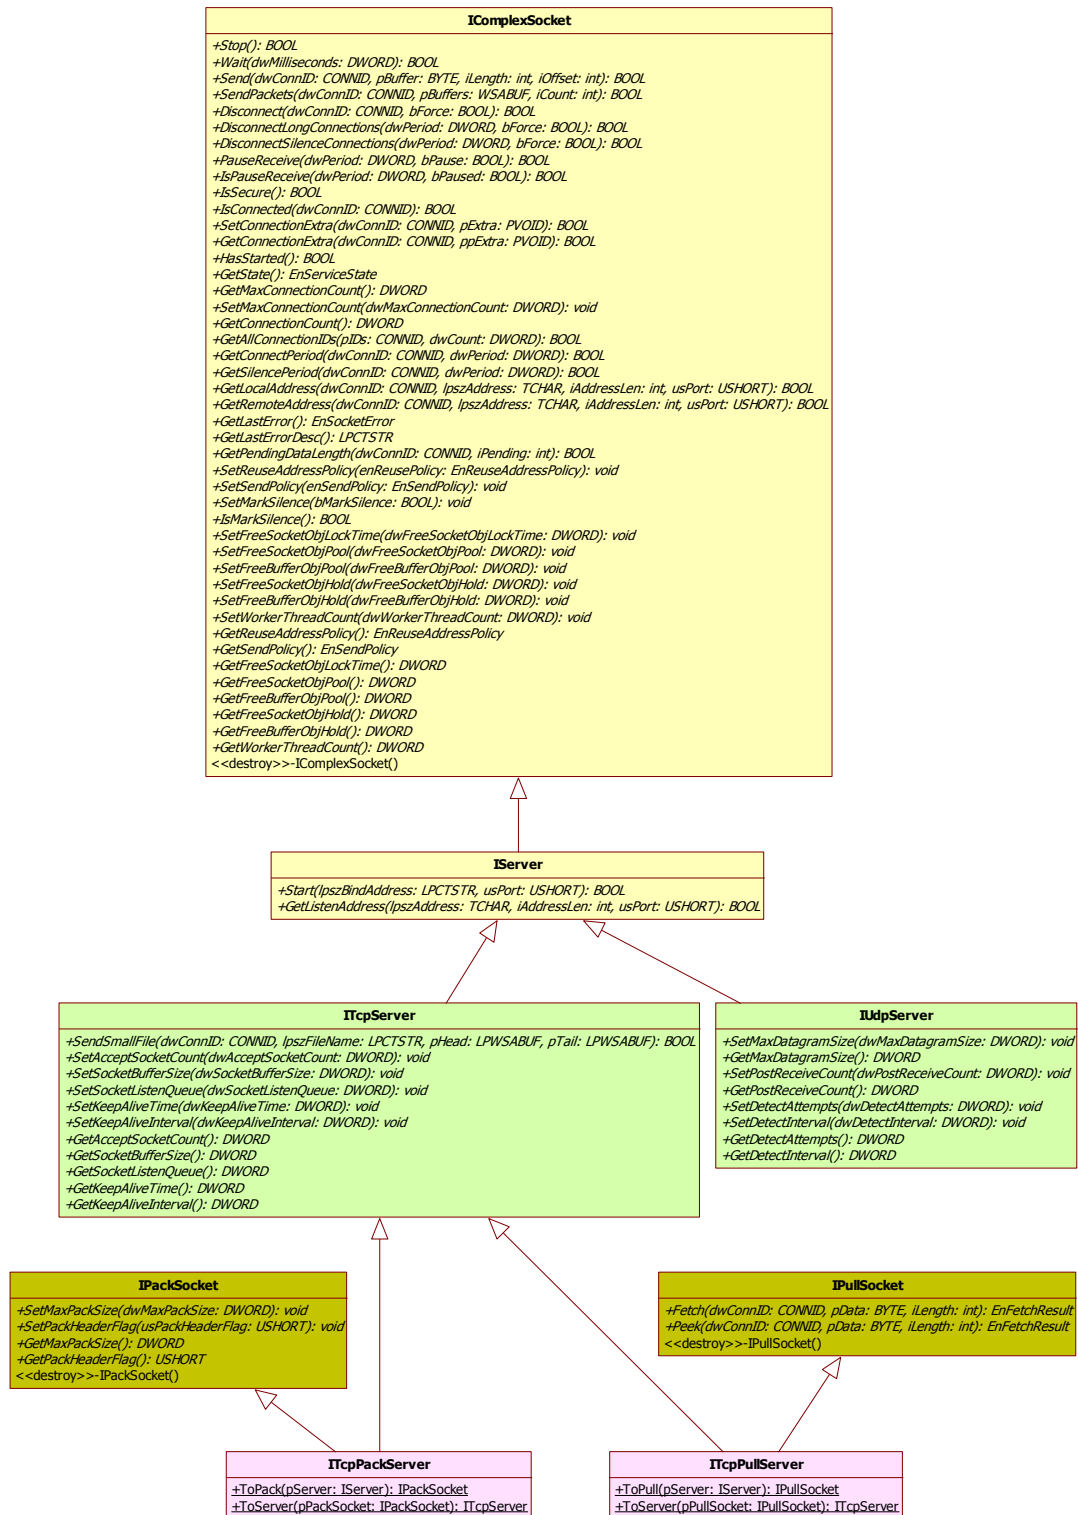 IComplexSocket
+Stop(): BOOL
+Wait(dwMilliseconds: DWORD): BOOL
+Send(dwConnID: CONNID, pBuffer: BYTE, iLength: int, iOffset: int): BOOL
+SendPackets(dwConnID: CONNID, pBuffers: WSABUF, iCount: int): BOOL
+Disconnect(dwConnID: CONNID, bForce: BOOL): BOOL
+DisconnectLongConnections(dwPeriod: DWORD, bForce: BOOL): BOOL
+DisconnectSilenceConnections(dwPeriod: DWORD, bForce: BOOL): BOOL
+PauseReceive(dwPeriod: DWORD, bPause: BOOL): BOOL
+IsPauseReceive(dwPeriod: DWORD, bPaused: BOOL): BOOL
+IsSecure(): BOOL
+IsConnected(dwConnID: CONNID): BOOL
+SetConnectionExtra(dwConnID: CONNID, pExtra: PVOID): BOOL
+GetConnectionExtra(dwConnID: CONNID, ppExtra: PVOID): BOOL
+HasStarted(): BOOL
+GetState(): EnServiceState
+GetMaxConnectionCount(): DWORD
+SetMaxConnectionCount(dwMaxConnectionCount: DWORD): void
+GetConnectionCount(): DWORD
+GetAllConnectionIDs(pIDs: CONNID, dwCount: DWORD): BOOL
+GetConnectPeriod(dwConnID: CONNID, dwPeriod: DWORD): BOOL
+GetSilencePeriod(dwConnID: CONNID, dwPeriod: DWORD): BOOL
+GetLocalAddress(dwConnID: CONNID, lpszAddress: TCHAR, iAddressLen: int, usPort: USHORT): BOOL
+GetRemoteAddress(dwConnID: CONNID, lpszAddress: TCHAR, iAddressLen: int, usPort: USHORT): BOOL
+GetLastError(): EnSocketError
+GetLastErrorDesc(): LPCTSTR
+GetPendingDataLength(dwConnID: CONNID, iPending: int): BOOL
+SetReuseAddressPolicy(enReusePolicy: EnReuseAddressPolicy): void
+SetSendPolicy(enSendPolicy: EnSendPolicy): void
+SetMarkSilence(bMarkSilence: BOOL): void
+IsMarkSilence(): BOOL
+SetFreeSocketObjLockTime(dwFreeSocketObjLockTime: DWORD): void
+SetFreeSocketObjPool(dwFreeSocketObjPool: DWORD): void
+SetFreeBufferObjPool(dwFreeBufferObjPool: DWORD): void
+SetFreeSocketObjHold(dwFreeSocketObjHold: DWORD): void
+SetFreeBufferObjHold(dwFreeBufferObjHold: DWORD): void
+SetWorkerThreadCount(dwWorkerThreadCount: DWORD): void
+GetReuseAddressPolicy(): EnReuseAddressPolicy
+GetSendPolicy(): EnSendPolicy
+GetFreeSocketObjLockTime(): DWORD
+GetFreeSocketObjPool(): DWORD
+GetFreeBufferObjPool(): DWORD
+GetFreeSocketObjHold(): DWORD
+GetFreeBufferObjHold(): DWORD
+GetWorkerThreadCount(): DWORD
<<destroy>>-IComplexSocket()
IServer
+Start(lpszBindAddress: LPCTSTR, usPort: USHORT): BOOL
+GetListenAddress(lpszAddress: TCHAR, iAddressLen: int, usPort: USHORT): BOOL
ITcpServer
+SendSmallFile(dwConnID: CONNID, lpszFileName: LPCTSTR, pHead: LPWSABUF, pTail: LPWSABUF): BOOL
+SetAcceptSocketCount(dwAcceptSocketCount: DWORD): void
+SetSocketBufferSize(dwSocketBufferSize: DWORD): void
+SetSocketListenQueue(dwSocketListenQueue: DWORD): void
+SetKeepAliveTime(dwKeepAliveTime: DWORD): void
+SetKeepAliveInterval(dwKeepAliveInterval: DWORD): void
+GetAcceptSocketCount(): DWORD
+GetSocketBufferSize(): DWORD
+GetSocketListenQueue(): DWORD
+GetKeepAliveTime(): DWORD
+GetKeepAliveInterval(): DWORD
IUdpServer
+SetMaxDatagramSize(dwMaxDatagramSize: DWORD): void
+GetMaxDatagramSize(): DWORD
+SetPostReceiveCount(dwPostReceiveCount: DWORD): void
+GetPostReceiveCount(): DWORD
+SetDetectAttempts(dwDetectAttempts: DWORD): void
+SetDetectInterval(dwDetectInterval: DWORD): void
+GetDetectAttempts(): DWORD
+GetDetectInterval(): DWORD
IPackSocket
+SetMaxPackSize(dwMaxPackSize: DWORD): void
+SetPackHeaderFlag(usPackHeaderFlag: USHORT): void
+GetMaxPackSize(): DWORD
+GetPackHeaderFlag(): USHORT
<<destroy>>-IPackSocket()
IPullSocket
+Fetch(dwConnID: CONNID, pData: BYTE, iLength: int): EnFetchResult
+Peek(dwConnID: CONNID, pData: BYTE, iLength: int): EnFetchResult
<<destroy>>-IPullSocket()
ITcpPackServer
+ToPack(pServer: IServer): IPackSocket
+ToServer(pPackSocket: IPackSocket): ITcpServer
ITcpPullServer
+ToPull(pServer: IServer): IPullSocket
+ToServer(pPullSocket: IPullSocket): ITcpServer